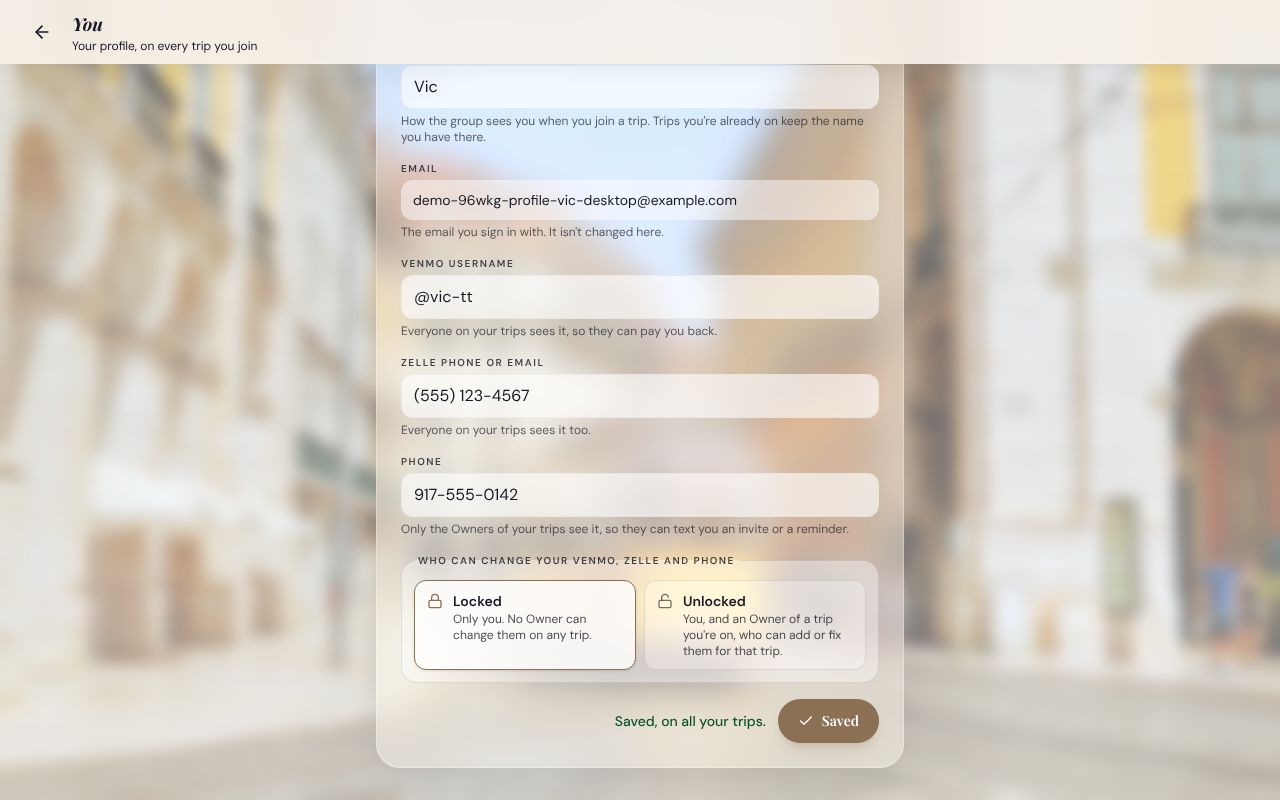 You
Your profile, on every trip you join
Vic
How the group sees you when you join a trip. Trips you're already on keep the name
you have there.
EMAIL
demo-96wkg-profile-vic-desktop@example.com
The email you sign in with. It isn't changed here.
VENMO USERNAME
@vic-tt
Everyone on your trips sees it, so they can pay you back.
ZELLE PHONE OR EMAIL
(555) 123-4567
Everyone on your trips sees it too.
PHONE
917-555-0142
Only the Owners of your trips see it, so they can text you an invite or a reminder.
WHO CAN CHANGE YOUR VENMO, ZELLE AND PHONE
Locked
Only you. No Owner can
change them on any trip.
Unlocked
You, and an Owner of a trip
you're on, who can add or fix
them for that trip.
Saved, on all your trips.
Saved